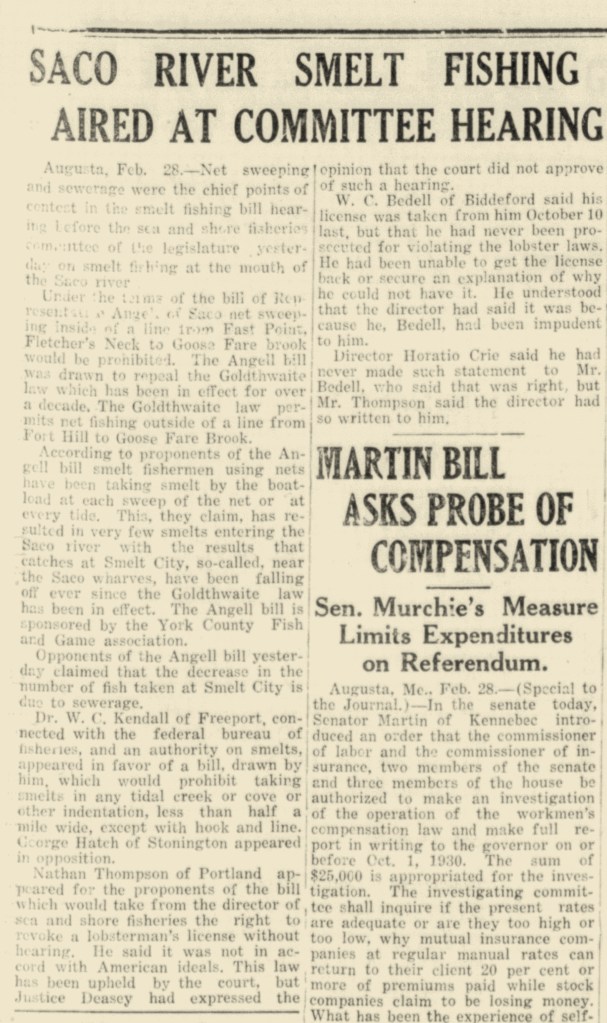 SACO RIVER SMELT FISHING
AIRED AT COMMITTEE HEARING
Augusta, Feb. 28.—Net sweeping
and sewerage were the chief points of
contest in the smelt fishing bill hear-
ing before the sea and shore fisheries
committee of the legislature yester-
day on smelt fishing at the mouth of
the Saco river
Under the terms of the bill of Rep-
resentative Angell of Saco net sweep-
ing inside of a line from East Point,
Fletcher's Neck to Goose Fare brook
would be prohibited. The Angell bill
was drawn to repeal the Goldthwaite
law which has been in effect for over
a decade. The Goldthwaite law per-
mits net fishing outside of a line from
Fort Hill to Goose Fare Brook.
According to proponents of the An-
gell bill smelt fishermen using nets
have been taking smelt by the boat-
load at each sweep of the net or at
every tide. This, they claim, has re-
sulted in very few smelts entering the
Saco river with the results that
catches at Smelt City, so-called, near
the Saco wharves, have been falling
off ever since the Goldthwaite law
has been in effect. The Angell bill is
sponsored by the York County Fish
and Game association.
Opponents of the Angell bill yester-
day claimed that the decrease in the
number of fish taken at Smelt City is
due to sewerage.
Dr. W. C. Kendall of Freeport, con-
nected with the federal bureau of
fisheries, and an authority on smelts,
appeared in favor of a bill, drawn by
him, which would prohibit taking
smelts in any tidal creek or cove or
other indentation, less than half a
mile wide, except with hook and line.
George Hatch of Stonington appeared
in opposition.
Nathan Thompson of Portland ap-
peared for the proponents of the bill
which would take from the director of
sea and shore fisheries the right to
revoke a lobsterman's license without
hearing. He said it was not in ac-
cord with American ideals. This law
has been upheld by the court, but
Justice Deasey had expressed the
opinion that the court did not approve
of such a hearing.
W. C. Bedell of Biddeford said his
license was taken from him October 10
last, but that he had never been pro-
secuted for violating the lobster laws.
He had been unable to get the license
back or secure an explanation of why
he could not have it. He understood
that the director had said it was be-
cause he, Bedell, had been impudent
to him.
Director Horatio Crie said he had
never made such statement to Mr.
Bedell, who said that was right, but
Mr. Thompson said the director had
so written to him.
MARTIN BILL
ASKS PROBE OF
COMPENSATION
Sen. Murchie's Measure
Limits Expenditures
on Referendum.
Augusta, Me., Feb. 28.—(Special to
the Journal.)—In the senate today,
Senator Martin of Kennebec intro-
duced an order that the commissioner
of labor and the commissioner of in-
surance, two members of the senate
and three members of the house be
authorized to make an investigation
of the operation of the workmen's
compensation law and make full re-
port in writing to the governor on or
before Oct. 1, 1930. The sum of
$25,000 is appropriated for the inves-
tigation. The investigating commit-
tee shall inquire if the present rates
are adequate or are they too high or
too low, why mutual insurance com-
panies at regular manual rates can
return to their client 20 per cent or
more of premiums paid while stock
companies claim to be losing money.
What has been the experience of self-